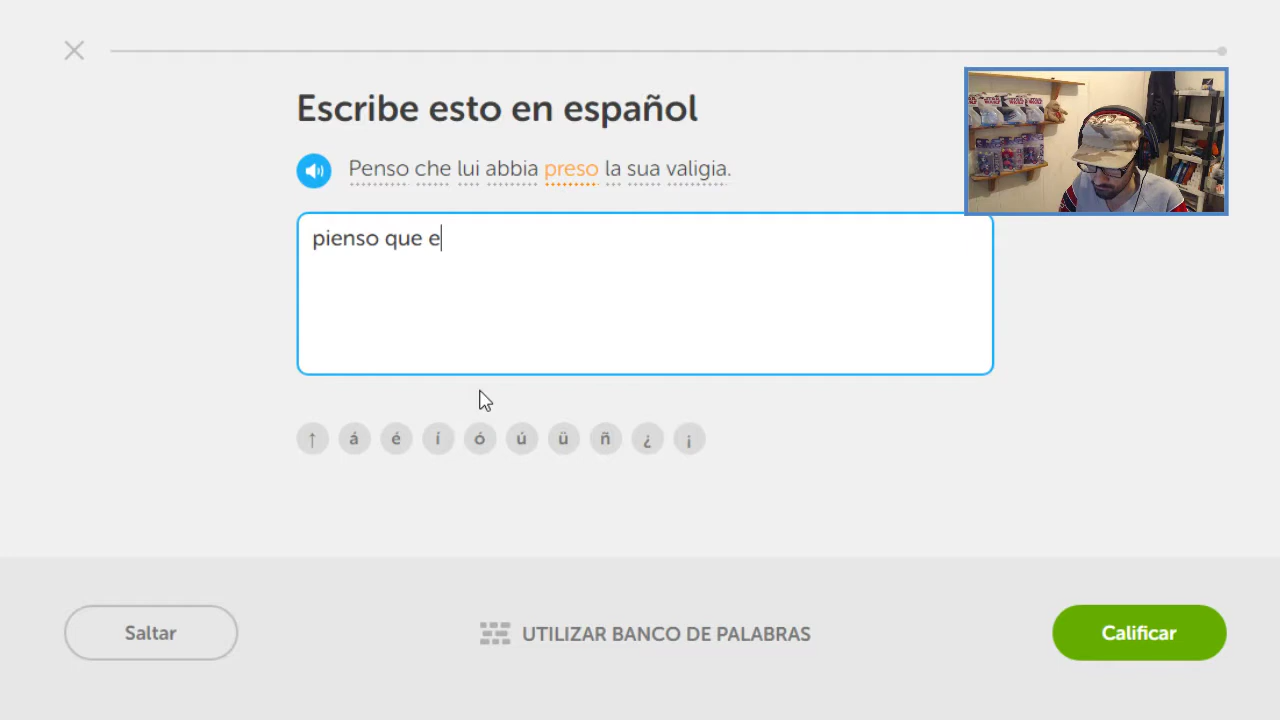 Escribe esto en español
Penso che lui abbia preso la sua valigia.
pienso que e
↑ á é í ó ú ü ñ ¿ ¡
Saltar
UTILIZAR BANCO DE PALABRAS
Calificar